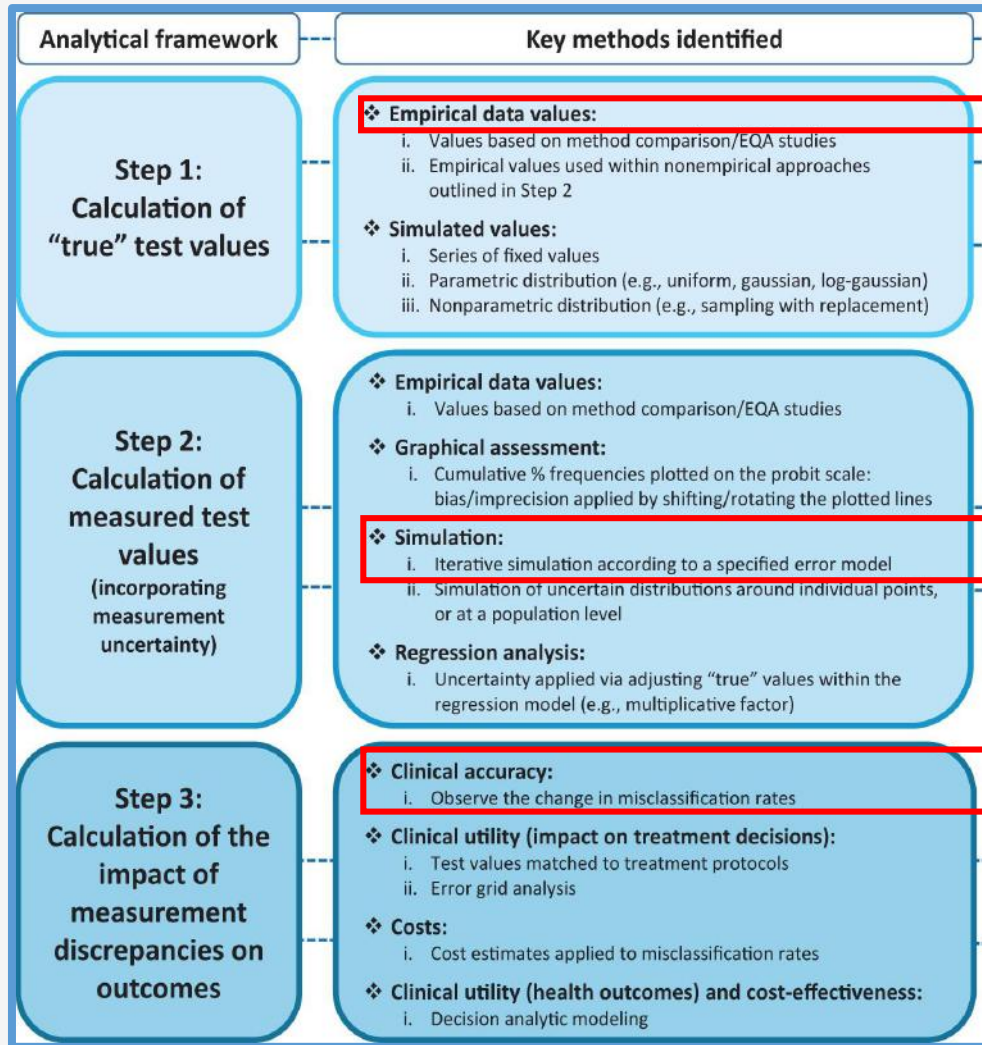 Analytical framework
Key methods identified
Step 1:
Calculation of
“true” test values
❖ Empirical data values:
i. Values based on method comparison/EQA studies
ii. Empirical values used within nonempirical approaches
outlined in Step 2
❖ Simulated values:
i. Series of fixed values
ii. Parametric distribution (e.g., uniform, gaussian, log-gaussian)
iii. Nonparametric distribution (e.g., sampling with replacement)
Step 2:
Calculation of
measured test
values
(incorporating
measurement
uncertainty)
❖ Empirical data values:
i. Values based on method comparison/EQA studies
❖ Graphical assessment:
i. Cumulative % frequencies plotted on the probit scale:
bias/imprecision applied by shifting/rotating the plotted lines
❖ Simulation:
i. Iterative simulation according to a specified error model
ii. Simulation of uncertain distributions around individual points,
or at a population level
❖ Regression analysis:
i. Uncertainty applied via adjusting “true” values within the
regression model (e.g., multiplicative factor)
Step 3:
Calculation of the
impact of
measurement
discrepancies on
outcomes
❖ Clinical accuracy:
i. Observe the change in misclassification rates
❖ Clinical utility (impact on treatment decisions):
i. Test values matched to treatment protocols
ii. Error grid analysis
❖ Costs:
i. Cost estimates applied to misclassification rates
❖ Clinical utility (health outcomes) and cost-effectiveness:
i. Decision analytic modeling